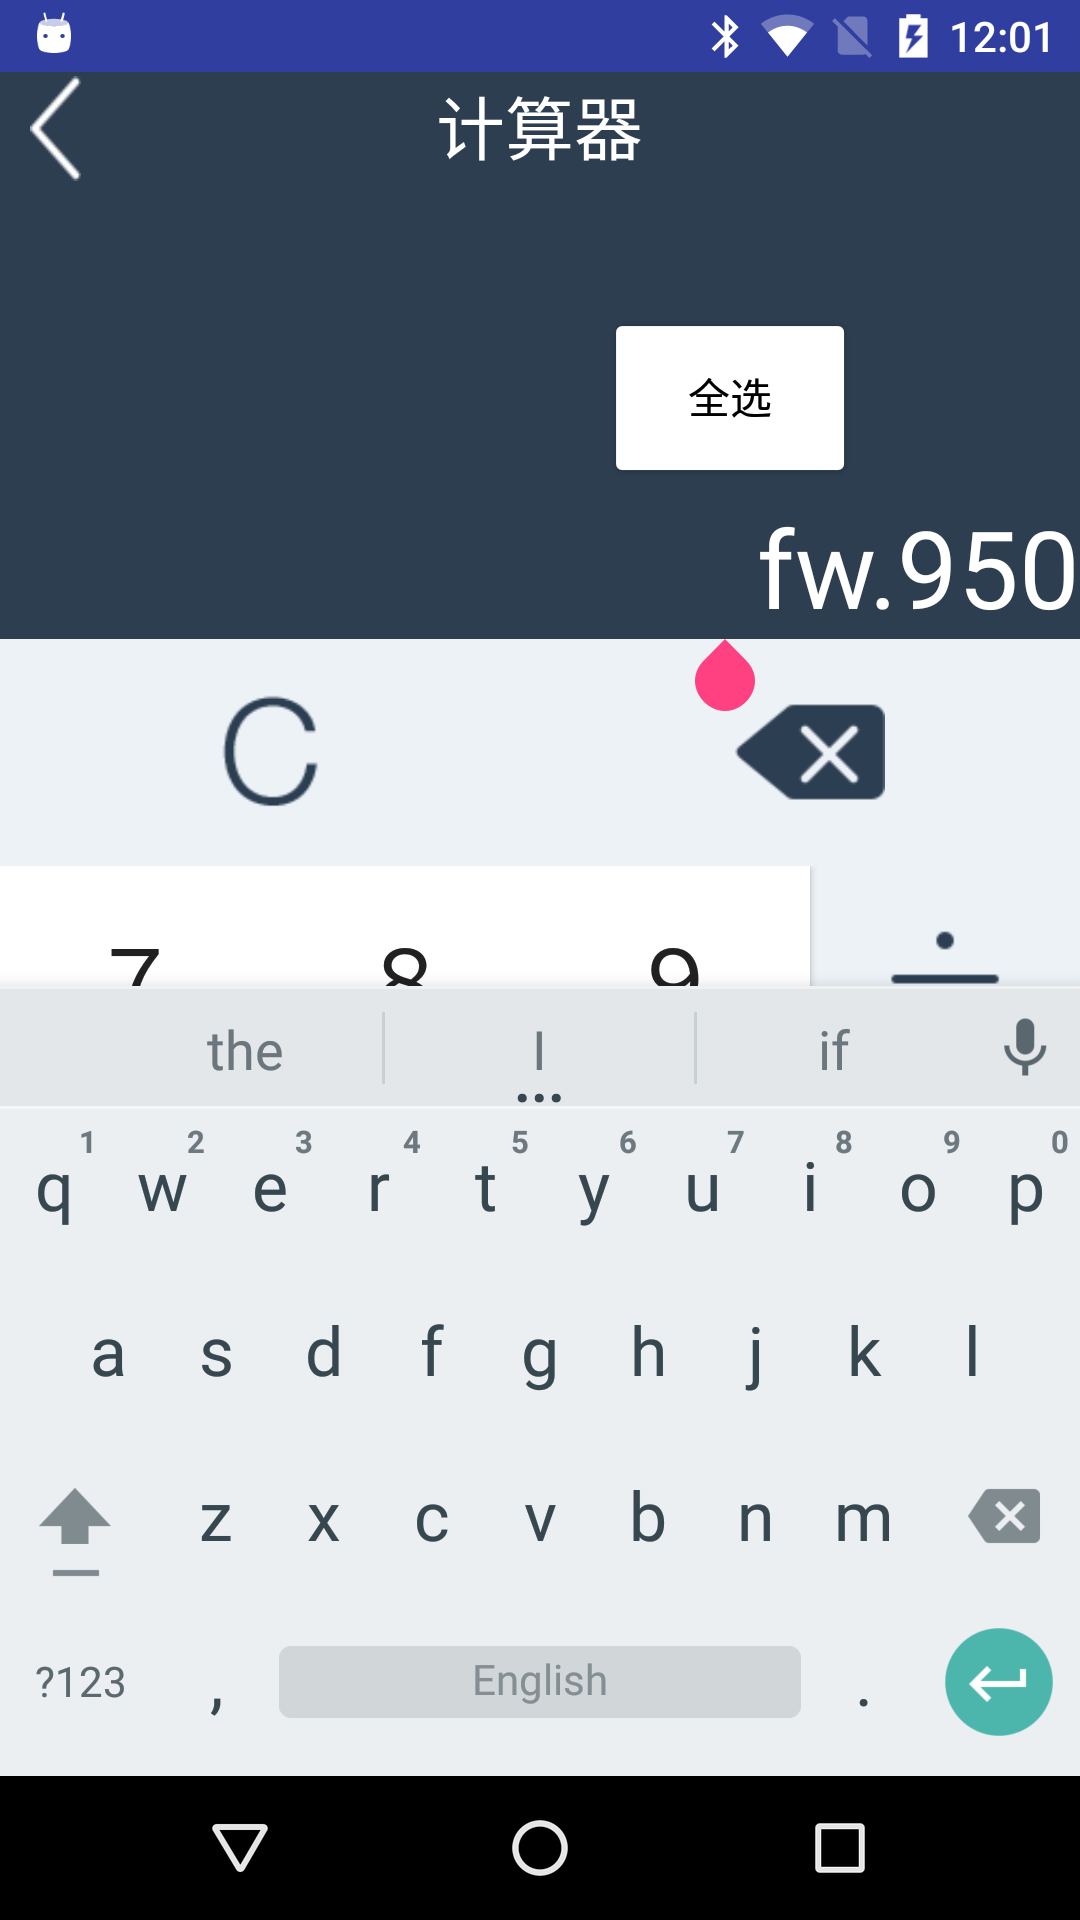 12:01
计算器
全选
fw.950
C
7 8 9 ÷
the I if
1 2 3 4 5 6 7 8 9 0
q w e r t y u i o p
a s d f g h j k l
z x c v b n m
?123 , English .